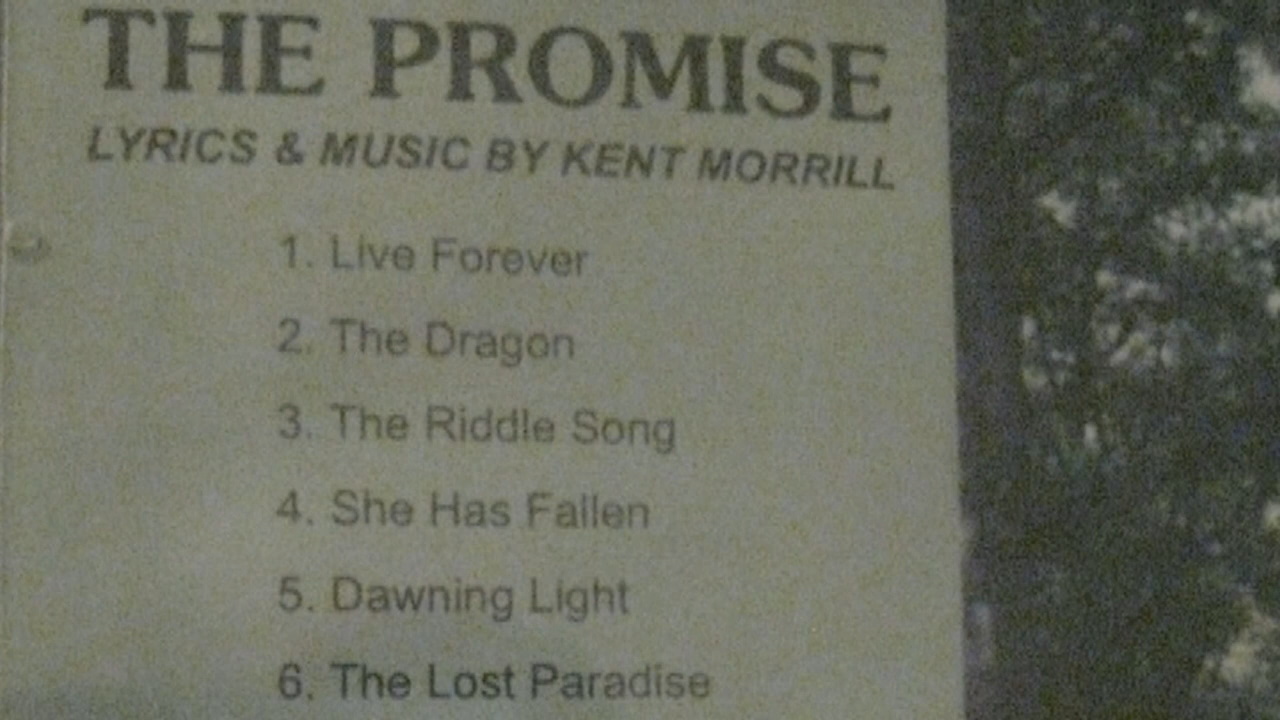 THE PROMISE
LYRICS & MUSIC BY KENT MORRILL
1. Live Forever
2. The Dragon
3. The Riddle Song
4. She Has Fallen
5. Dawning Light
6. The Lost Paradise